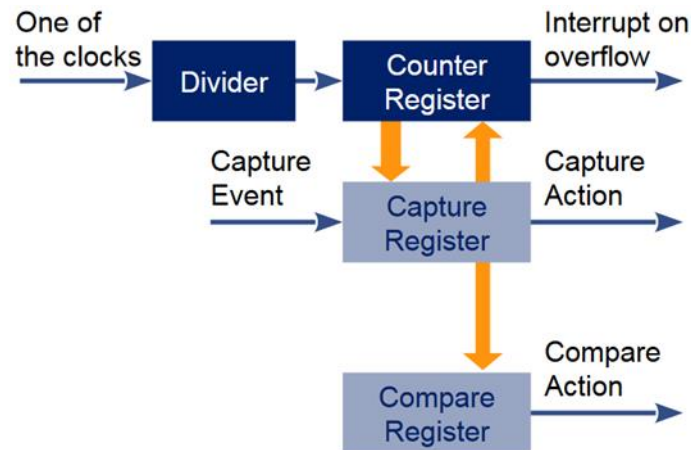 One of
the clocks
Divider
Counter
Register
Interrupt on
overflow
Capture
Event
Capture
Register
Capture
Action
Compare
Register
Compare
Action